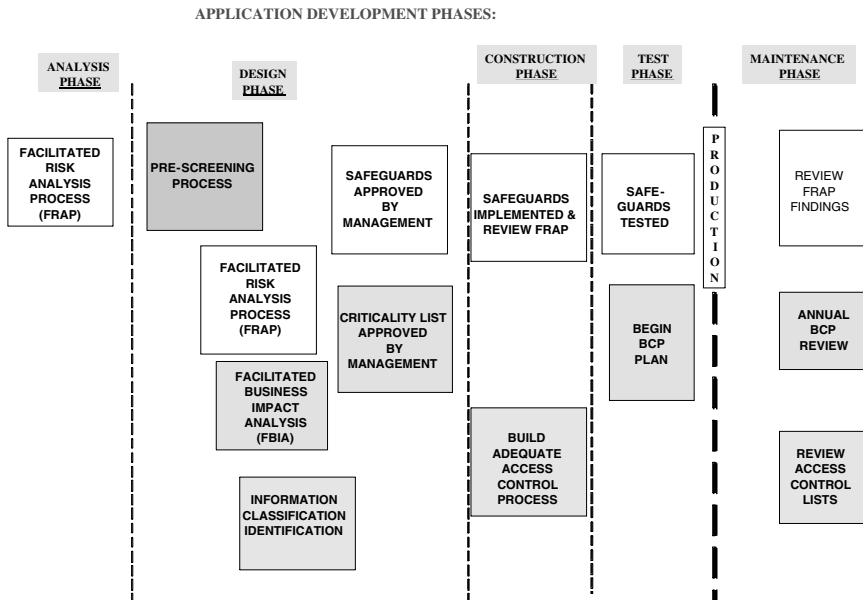 APPLICATION DEVELOPMENT PHASES:
ANALYSIS
PHASE
DESIGN
PHASE
CONSTRUCTION
PHASE
TEST
PHASE
MAINTENANCE
PHASE
FACILITATED
RISK
ANALYSIS
PROCESS
(FRAP)
PRE-SCREENING
PROCESS
FACILITATED
RISK
ANALYSIS
PROCESS
(FRAP)
FACILITATED
BUSINESS
IMPACT
ANALYSIS
(FBIA)
INFORMATION
CLASSIFICATION
IDENTIFICATION
SAFEGUARDS
APPROVED
BY
MANAGEMENT
CRITICALITY LIST
APPROVED
BY
MANAGEMENT
SAFEGUARDS
IMPLEMENTED &
REVIEW FRAP
BUILD
ADEQUATE
ACCESS
CONTROL
PROCESS
SAFE-
GUARDS
TESTED
BEGIN
BCP
PLAN
PRODUCTION
REVIEW
FRAP
FINDINGS
ANNUAL
BCP
REVIEW
REVIEW
ACCESS
CONTROL
LISTS